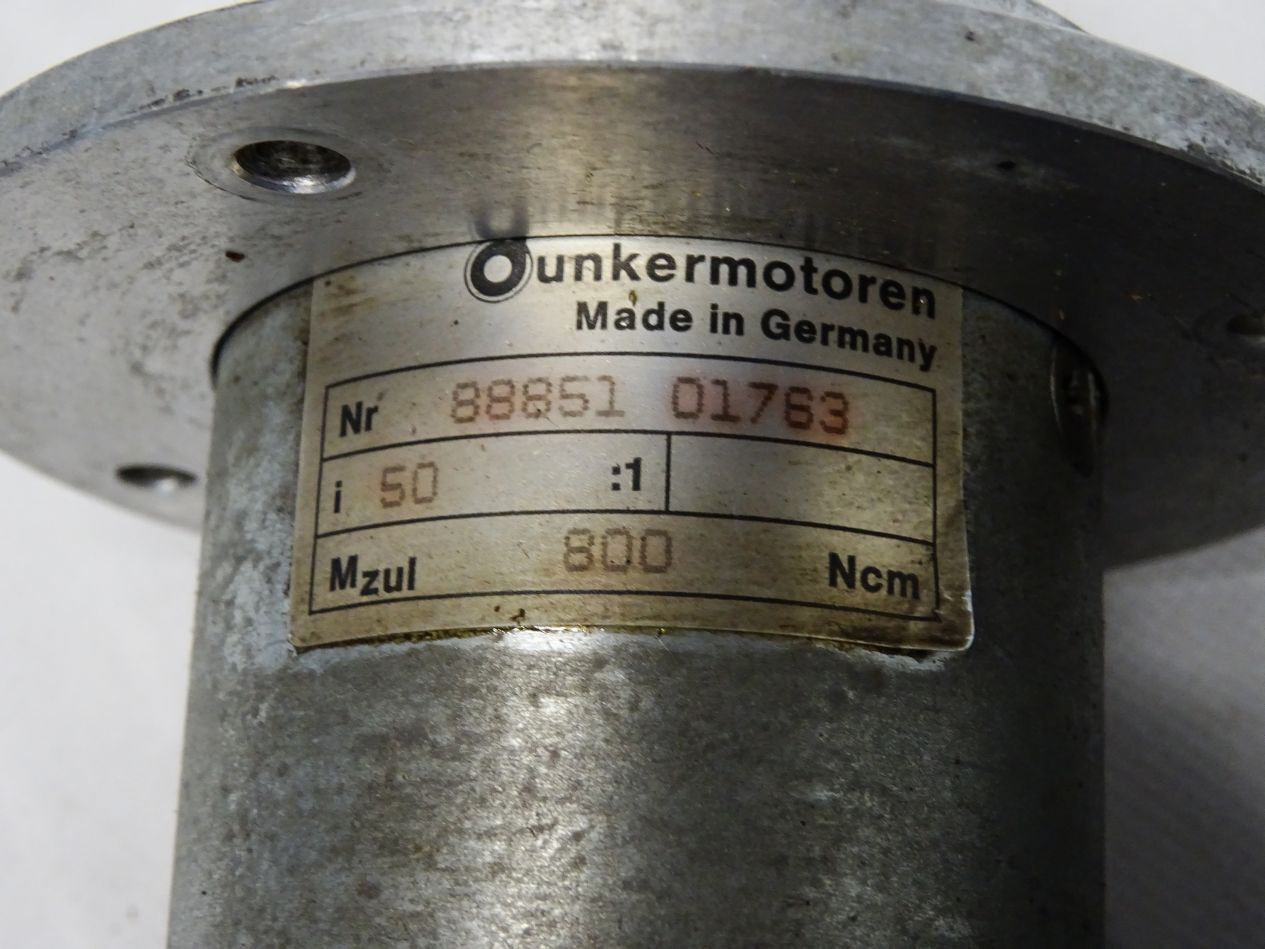 dunkermotoren
Made in Germany
Nr 88851 01763
i 50 :1
Mzul 800 Ncm